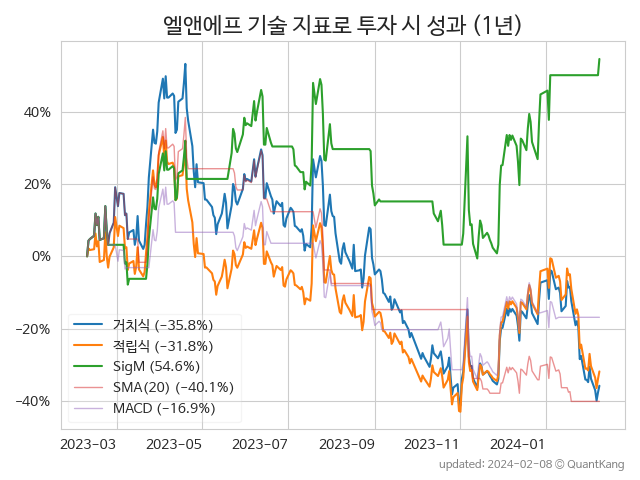 엘앤에프 기술 지표로 투자 시 성과 (1년)
40%
20%
0%
−20%
−40%
거치식 (−35.8%)
적립식 (−31.8%)
SigM (54.6%)
SMA(20) (−40.1%)
MACD (−16.9%)
2023-03 2023-05 2023-07 2023-09 2023-11 2024-01
updated: 2024-02-08 ⓒ QuantKang